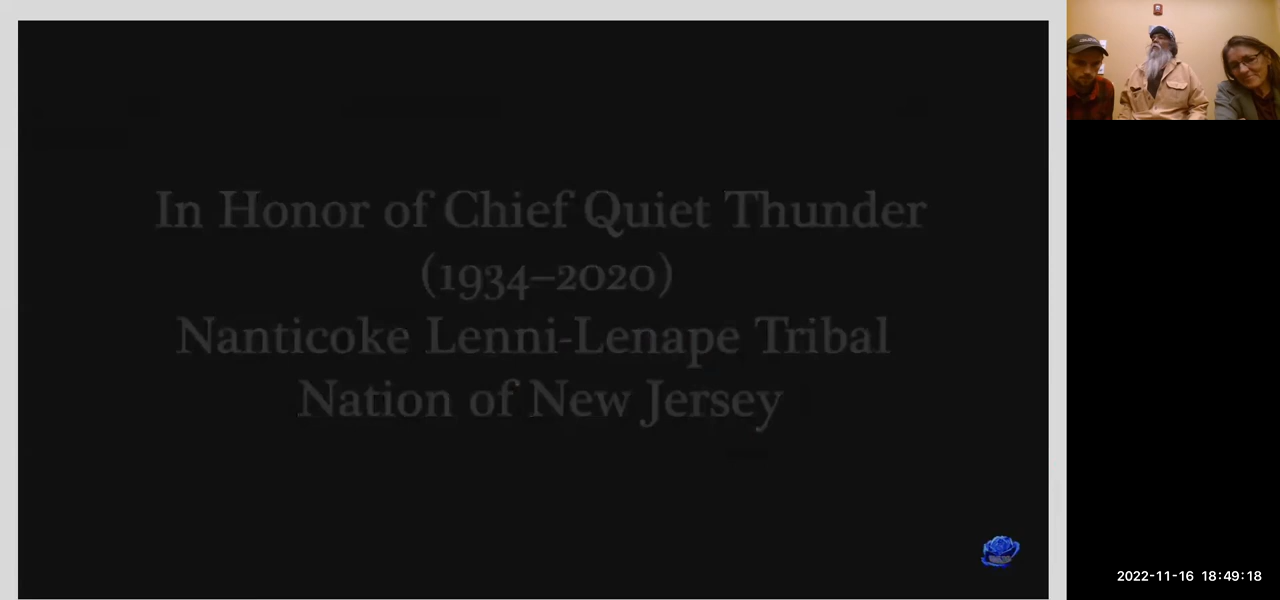 In Honor of Chief Quiet Thunder
(1934–2020)
Nanticoke Lenni-Lenape Tribal
Nation of New Jersey
2022-11-16 18:49:18